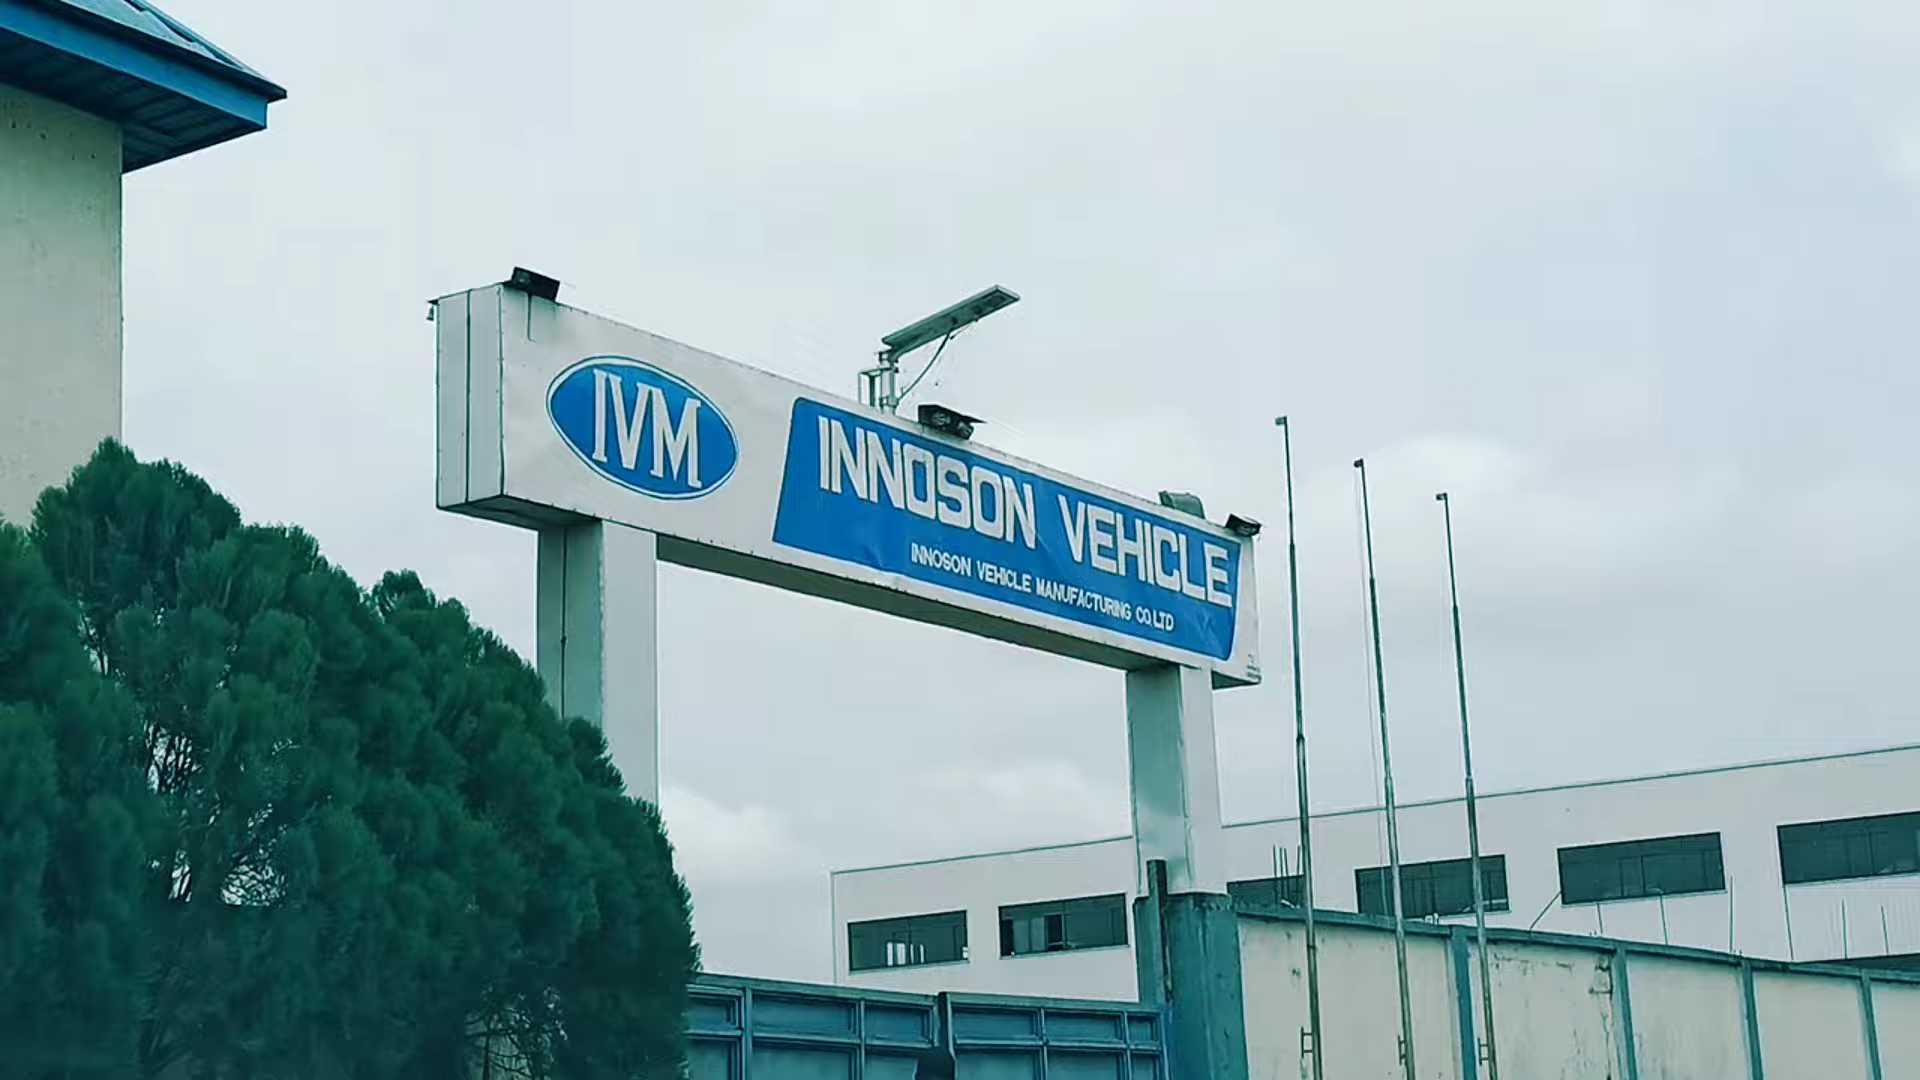 IVM
INNOSON VEHICLE
INNOSON VEHICLE MANUFACTURING CO. LTD